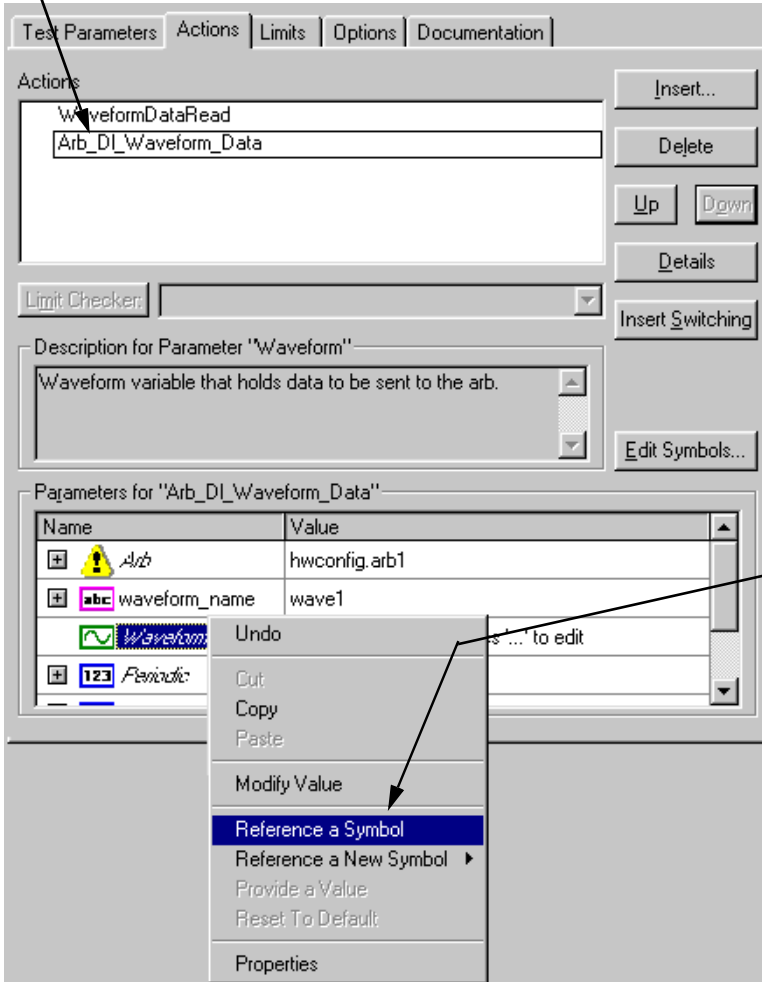 Test Parameters Actions Limits Options Documentation
Actions
WaveformDataRead
Arb_DI_Waveform_Data
Insert...
Delete
Up Down
Details
Limit Checker:
Insert Switching
Description for Parameter "Waveform"
Waveform variable that holds data to be sent to the arb.
Edit Symbols...
Parameters for "Arb_DI_Waveform_Data"
Name Value
Arb hwconfig.arb1
abc waveform_name wave1
Waveform '...' to edit
123 Periodic
Undo
Cut
Copy
Paste
Modify Value
Reference a Symbol
Reference a New Symbol
Provide a Value
Reset To Default
Properties